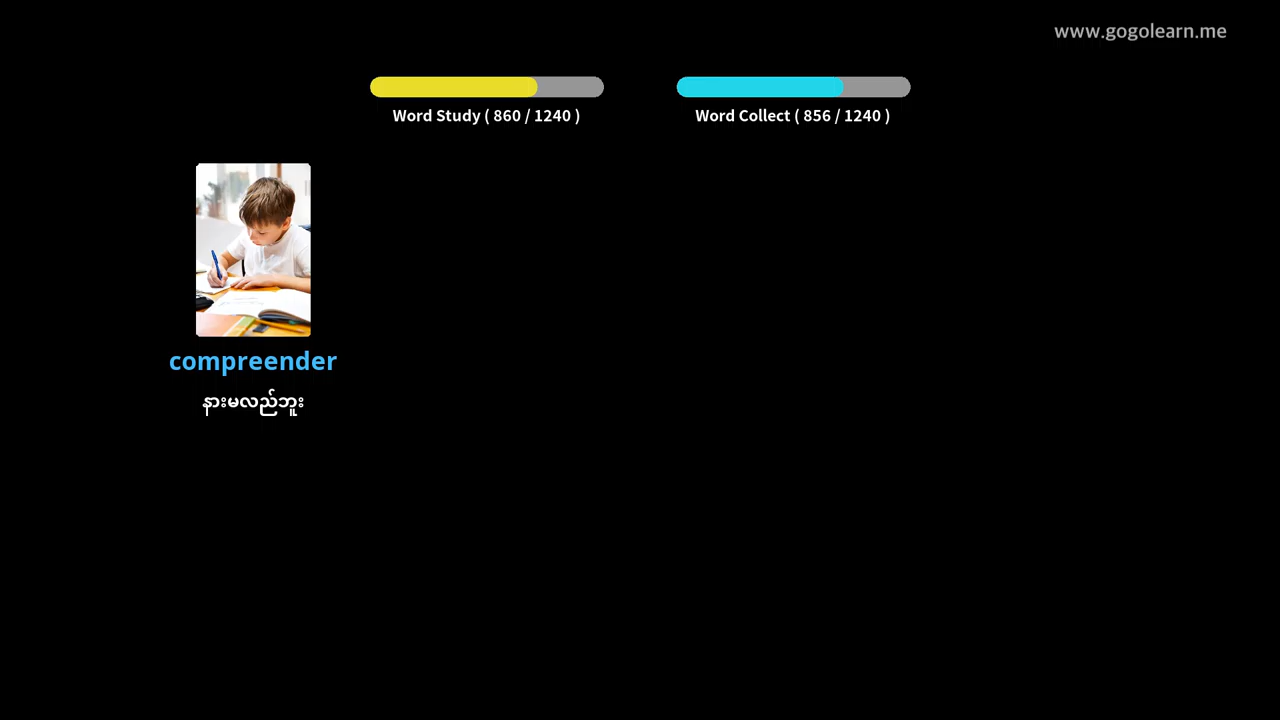 www.gogolearn.me
Word Study ( 860 / 1240 )
Word Collect ( 856 / 1240 )
compreender
နားမလည်ဘူး